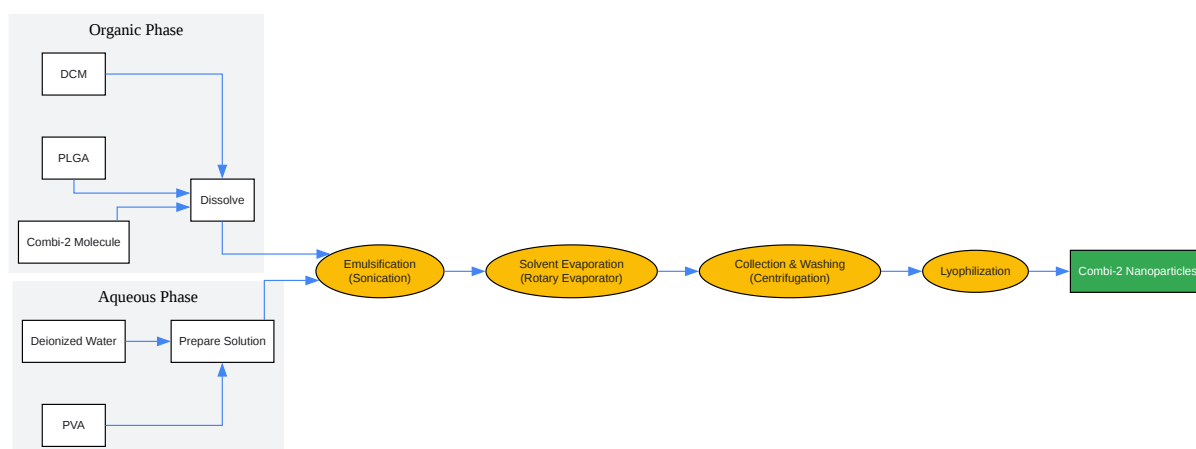 Organic Phase
DCM
PLGA
Dissolve
Combi-2 Molecule
Emulsification
(Sonication)
Solvent Evaporation
(Rotary Evaporator)
Collection & Washing
(Centrifugation)
Lyophilization
Combi-2 Nanoparticles
Aqueous Phase
Deionized Water
Prepare Solution
PVA